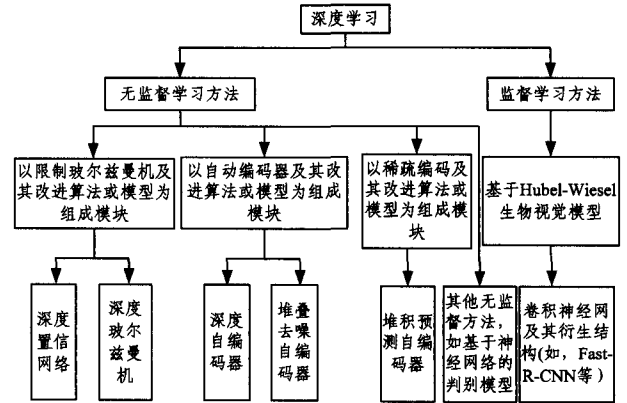 深度学习
无监督学习方法
监督学习方法
以限制玻尔兹曼机及
其改进算法或模型为
组成模块
以自动编码器及其改
进算法或模型为组成
模块
以稀疏编码及
其改进算法或
模型为组成模
块
基于Hubel-Wiesel
生物视觉模型
深度
置信
网络
深度
玻尔
兹曼
机
深度
自编
码器
堆叠
去噪
自编
码器
堆积预
测自编
码器
其他无监
督方法,
如基于神
经网络的
判别模型
卷积神经网
及其衍生结
构(如, Fast-
R-CNN等)